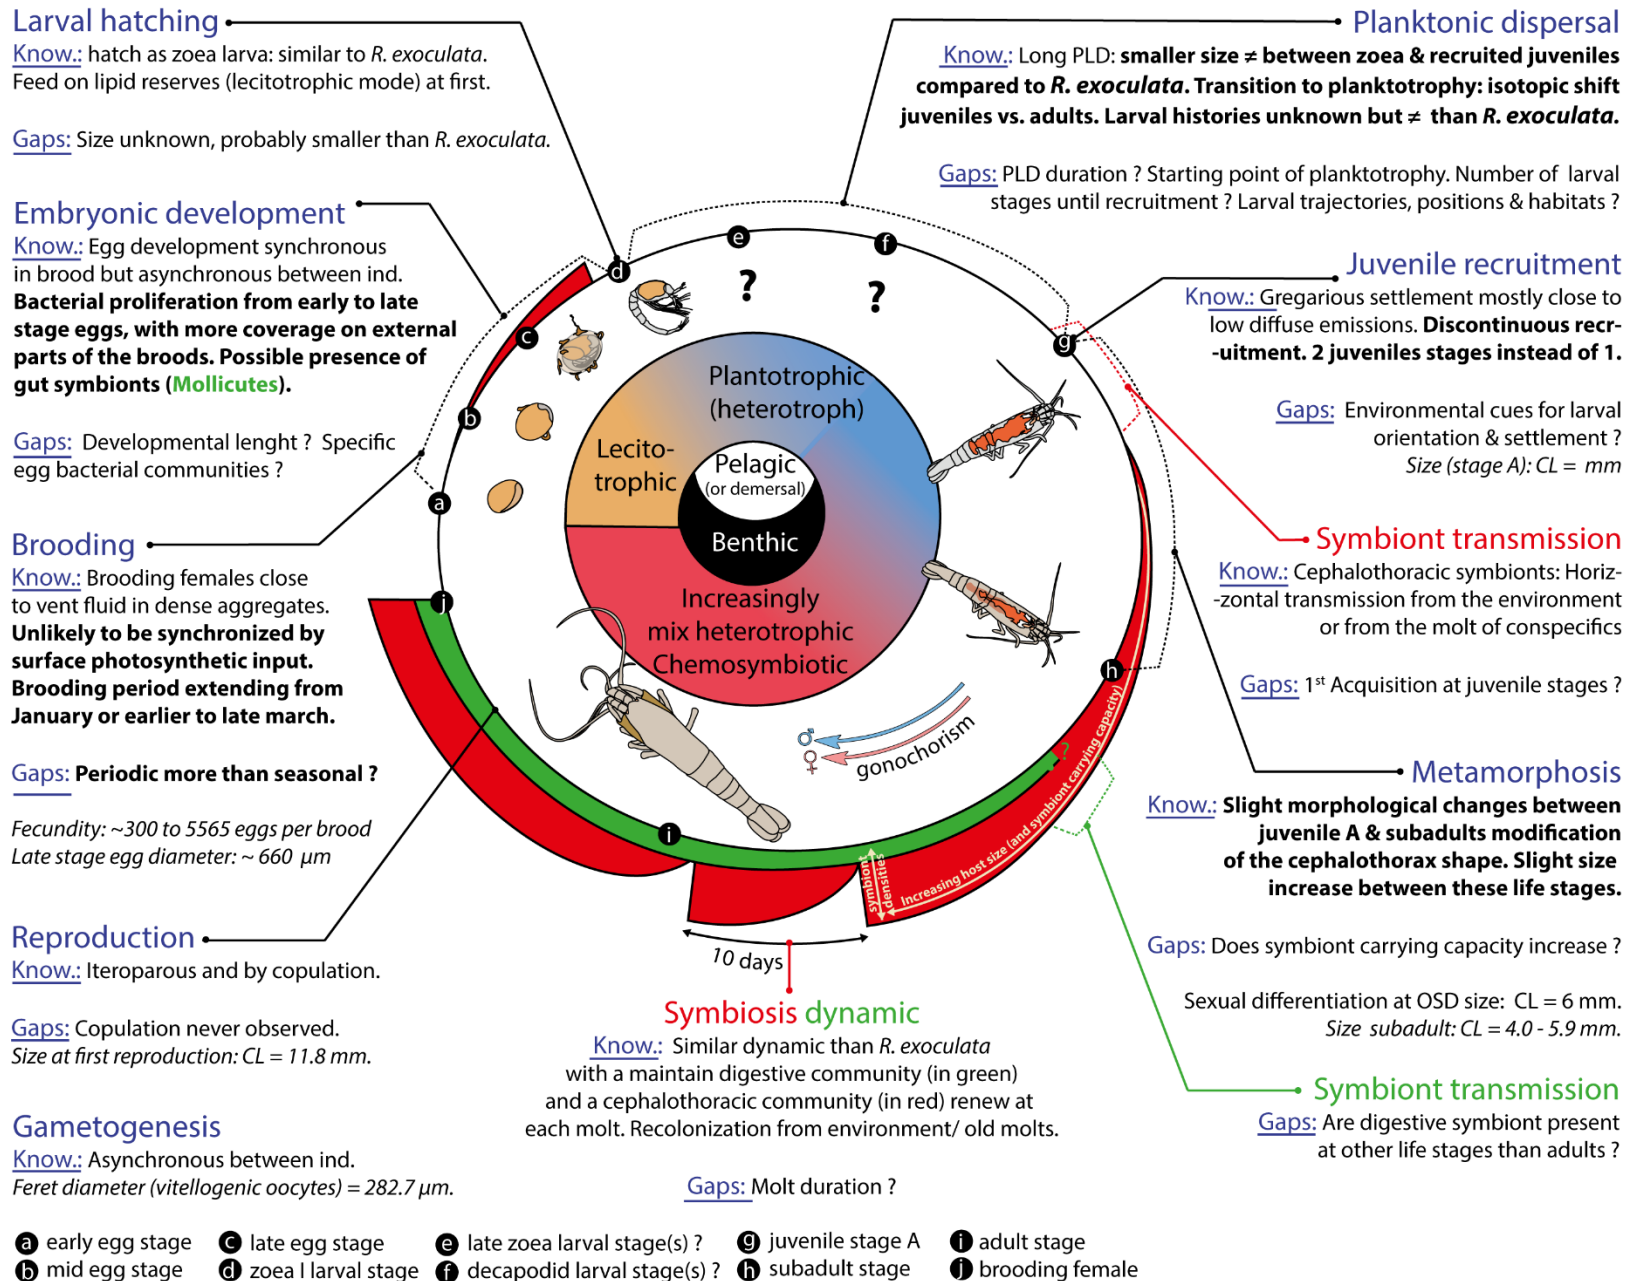 Larval hatching
Know.: hatch as zoea larva: similar to R. exoculata.
Feed on lipid reserves (lecitotrophic mode) at first.
Gaps: Size unknown, probably smaller than R. exoculata.
Embryonic development
Know.: Egg development synchronous
in brood but asynchronous between ind.
Bacterial proliferation from early to late
stage eggs, with more coverage on external
parts of the broods. Possible presence of
gut symbionts (Mollicutes).
Gaps: Developmental lenght ? Specific
egg bacterial communities ?
Brooding
Know.: Brooding females close
to vent fluid in dense aggregates.
Unlikely to be synchronized by
surface photosynthetic input.
Brooding period extending from
January or earlier to late march.
Gaps: Periodic more than seasonal ?
Fecundity: ~300 to 5565 eggs per brood
Late stage egg diameter: ~ 660 µm
Reproduction
Know.: Iteroparous and by copulation.
Gaps: Copulation never observed.
Size at first reproduction: CL = 11.8 mm.
Gametogenesis
Know.: Asynchronous between ind.
Feret diameter (vitellogenic oocytes) = 282.7 µm.
Planktonic dispersal
Know.: Long PLD: smaller size ≠ between zoea & recruited juveniles
compared to R. exoculata. Transition to planktotrophy: isotopic shift
juveniles vs. adults. Larval histories unknown but ≠ than R. exoculata.
Gaps: PLD duration ? Starting point of planktotrophy. Number of larval
stages until recruitment ? Larval trajectories, positions & habitats ?
Juvenile recruitment
Know.: Gregarious settlement mostly close to
low diffuse emissions. Discontinuous recr-
-uitment. 2 juveniles stages instead of 1.
Gaps: Environmental cues for larval
orientation & settlement ?
Size (stage A): CL = mm
Symbiont transmission
Know.: Cephalothoracic symbionts: Horiz-
-zontal transmission from the environment
or from the molt of conspecifics
Gaps: 1st Acquisition at juvenile stages ?
Metamorphosis
Know.: Slight morphological changes between
juvenile A & subadults modification
of the cephalothorax shape. Slight size
increase between these life stages.
Gaps: Does symbiont carrying capacity increase ?
Sexual differentiation at OSD size: CL = 6 mm.
Size subadult: CL = 4.0 - 5.9 mm.
Symbiont transmission
Gaps: Are digestive symbiont present
at other life stages than adults ?
a
b
c
d
e
f
g
h
i
j
?
?
?
Plantotrophic
(heterotroph)
Lecito-
trophic
Pelagic
(or demersal)
Benthic
Increasingly
mix heterotrophic
Chemosymbiotic
♂
♀
gonochorism
symbiont
densities
Increasing host size (and symbiont carrying capacity)
10 days
Symbiosis dynamic
Know.: Similar dynamic than R. exoculata
with a maintain digestive community (in green)
and a cephalothoracic community (in red) renew at
each molt. Recolonization from environment/ old molts.
Gaps: Molt duration ?
a early egg stage
b mid egg stage
c late egg stage
d zoea I larval stage
e late zoea larval stage(s) ?
f decapodid larval stage(s) ?
g juvenile stage A
h subadult stage
i adult stage
j brooding female